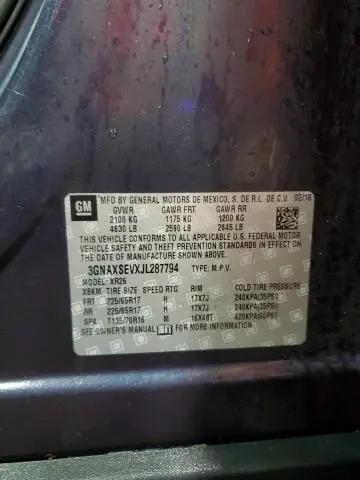 GM
MFD BY GENERAL MOTORS DE MEXICO, S. DE R.L. DE C.V. 02/18
GVWR GAWR FRT GAWR RR
2100 KG 1175 KG 1200 KG
4630 LB 2590 LB 2645 LB
THIS VEHICLE CONFORMS TO ALL APPLICABLE U.S. FEDERAL MOTOR
VEHICLE SAFETY AND THEFT PREVENTION STANDARDS IN EFFECT ON THE
DATE OF MANUFACTURE SHOWN ABOVE.
3GNAXSEVXJL287794 TYPE: M.P.V.
MODEL: XR26
X6KM TIRE SIZE SPEED RTG RIM COLD TIRE PRESSURE
FRT 225/65R17 H 17X7J 240KPA(35PSI)
RR 225/65R17 H 17X7J 240KPA(35PSI)
SPA T135/70R16 M 16X4BT 420KPA(60PSI)
SEE OWNER'S MANUAL FOR MORE INFORMATION.